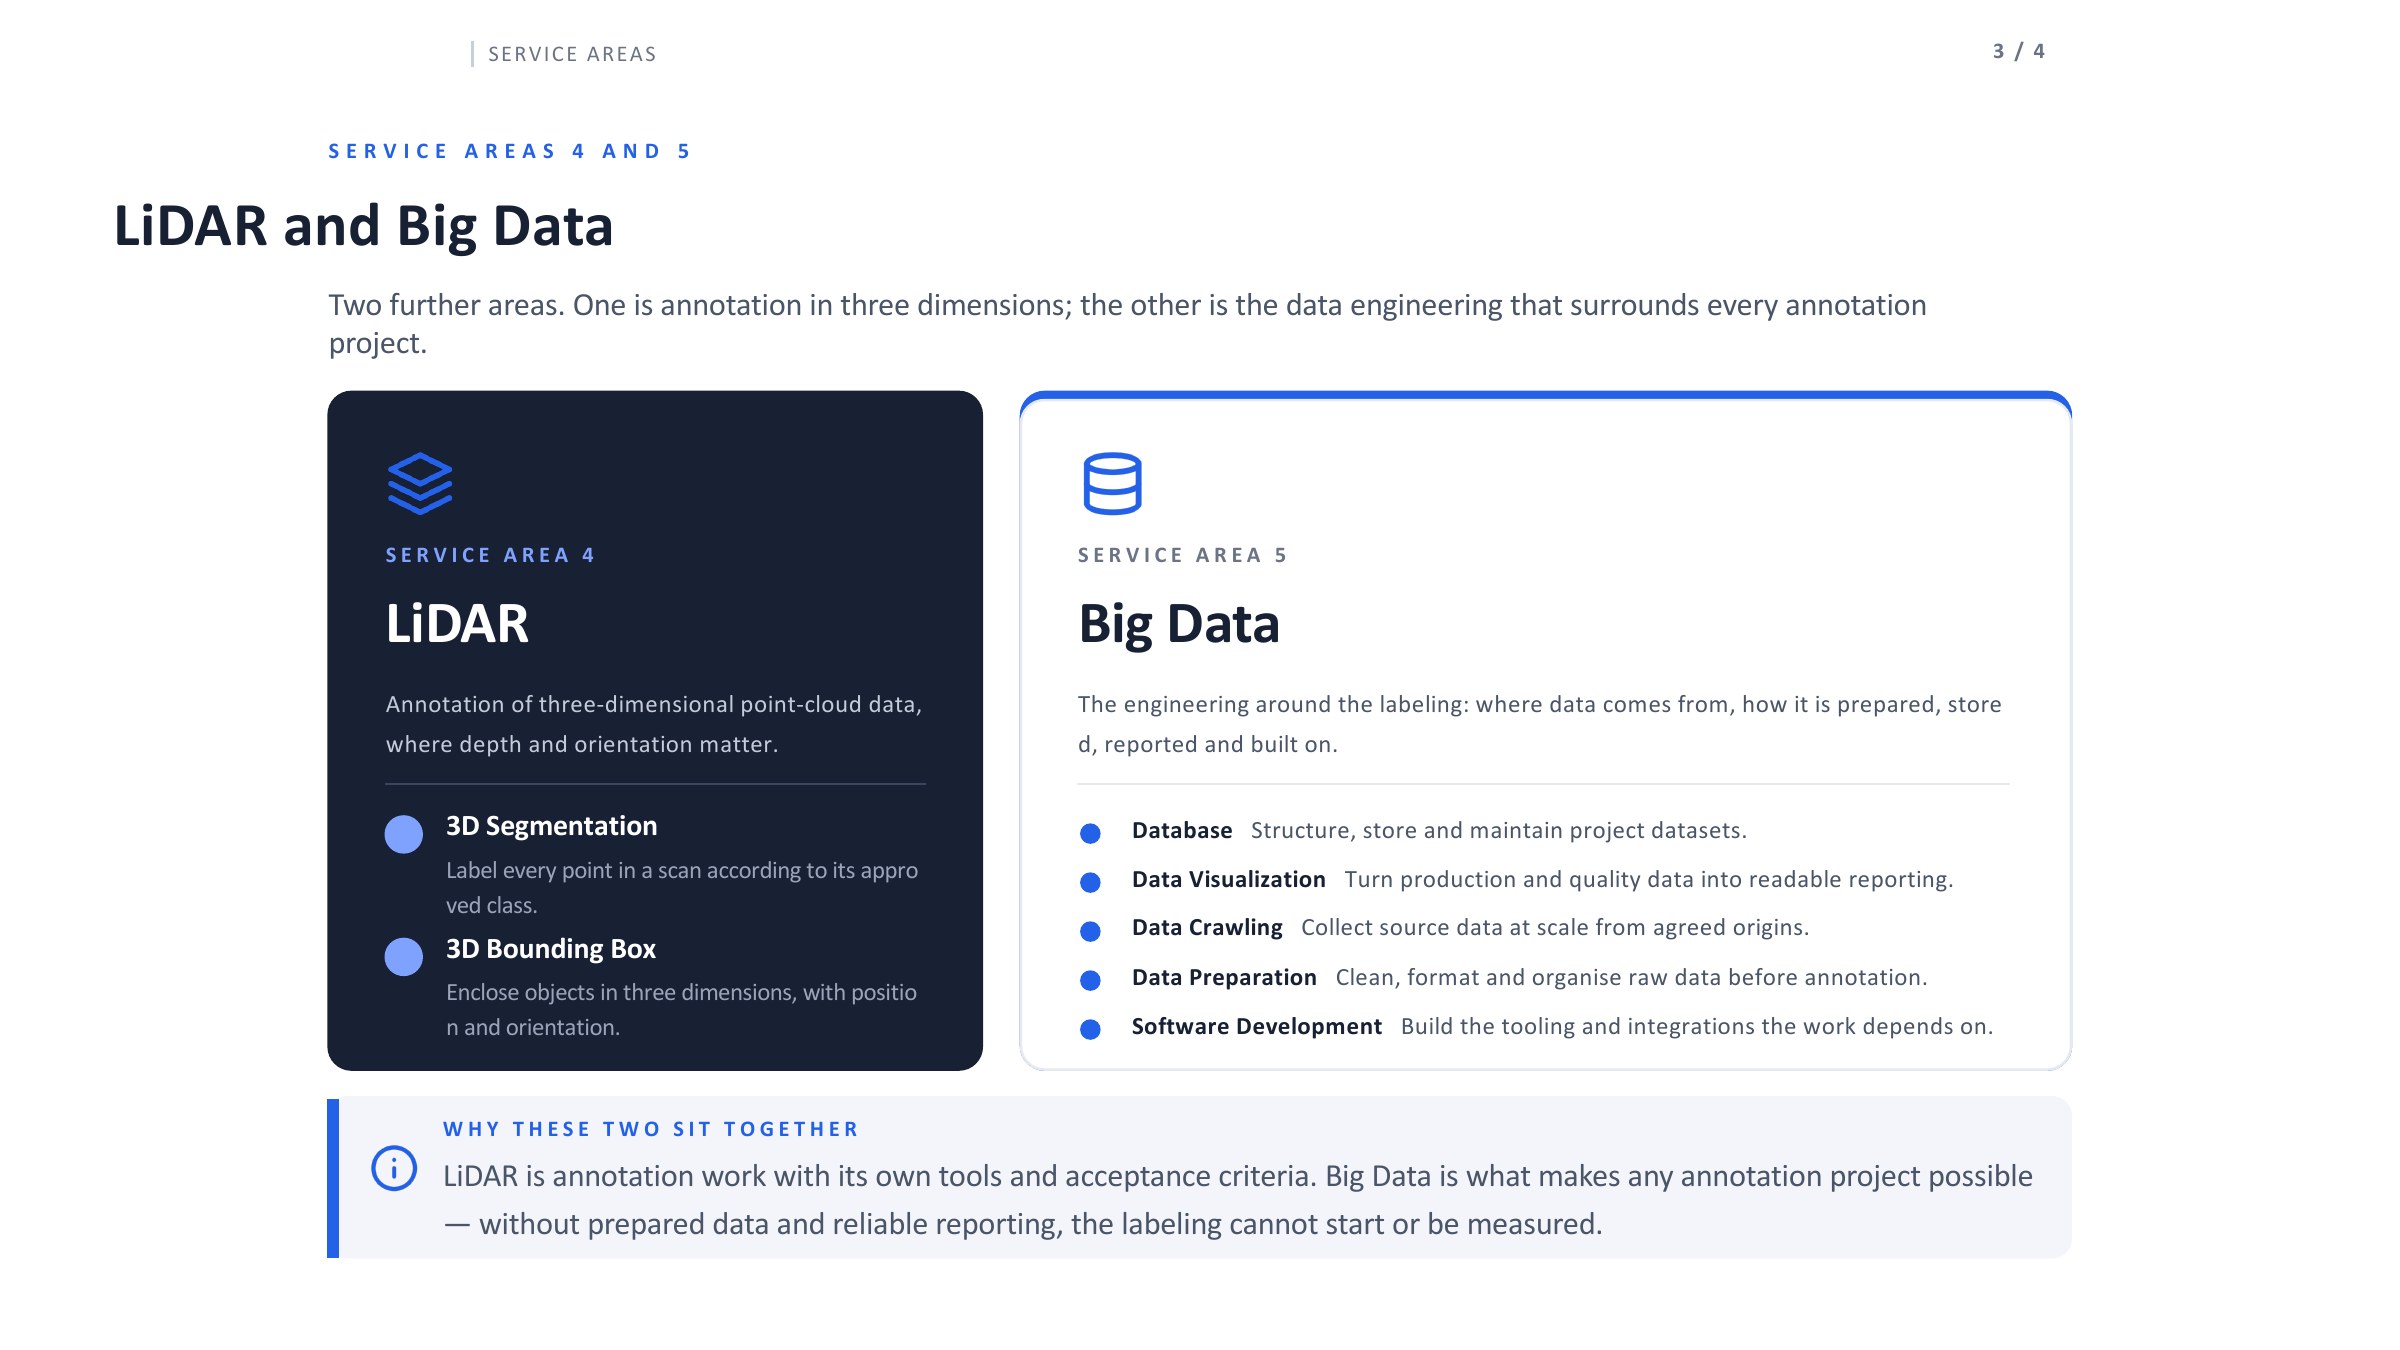 SERVICE AREAS
3 / 4
SERVICE AREAS 4 AND 5
LiDAR and Big Data
Two further areas. One is annotation in three dimensions; the other is the data engineering that surrounds every annotation
project.
SERVICE AREA 4
LiDAR
Annotation of three-dimensional point-cloud data,
where depth and orientation matter.
3D Segmentation
Label every point in a scan according to its appro
ved class.
3D Bounding Box
Enclose objects in three dimensions, with positio
n and orientation.
SERVICE AREA 5
Big Data
The engineering around the labeling: where data comes from, how it is prepared, store
d, reported and built on.
Database Structure, store and maintain project datasets.
Data Visualization Turn production and quality data into readable reporting.
Data Crawling Collect source data at scale from agreed origins.
Data Preparation Clean, format and organise raw data before annotation.
Software Development Build the tooling and integrations the work depends on.
WHY THESE TWO SIT TOGETHER
LiDAR is annotation work with its own tools and acceptance criteria. Big Data is what makes any annotation project possible
— without prepared data and reliable reporting, the labeling cannot start or be measured.